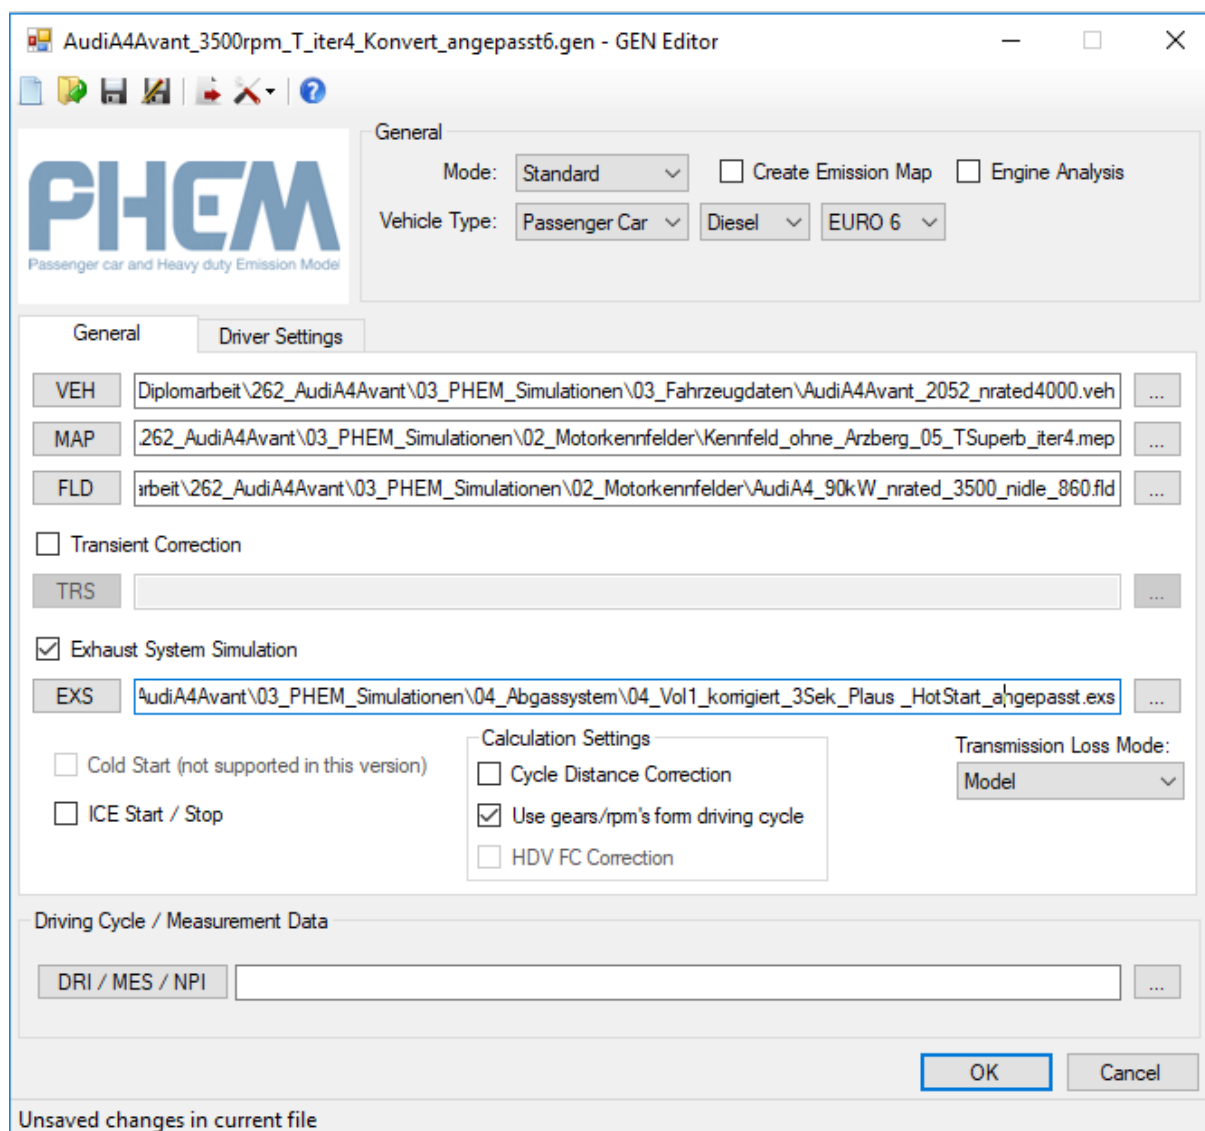 AudiA4Avant_3500rpm_T_iter4_Konvert_angepasst6.gen - GEN Editor
PHEM
Passenger car and Heavy duty Emission Model
General
Mode: Standard Create Emission Map Engine Analysis
Vehicle Type: Passenger Car Diesel EURO 6
General Driver Settings
VEH Diplomarbeit\262_AudiA4Avant\03_PHEM_Simulationen\03_Fahrzeugdaten\AudiA4Avant_2052_nrated4000.veh ...
MAP .262_AudiA4Avant\03_PHEM_Simulationen\02_Motorkennfelder\Kennfeld_ohne_Arzberg_05_TSuperb_iter4.mep ...
FLD arbeit\262_AudiA4Avant\03_PHEM_Simulationen\02_Motorkennfelder\AudiA4_90kW_nrated_3500_nidle_860.fld ...
Transient Correction
TRS ...
Exhaust System Simulation
EXS AudiA4Avant\03_PHEM_Simulationen\04_Abgassystem\04_Vol1_korrigiert_3Sek_Plaus _HotStart_angepasst.exs ...
Cold Start (not supported in this version)
ICE Start / Stop
Calculation Settings
Cycle Distance Correction
Use gears/rpm's form driving cycle
HDV FC Correction
Transmission Loss Mode:
Model
Driving Cycle / Measurement Data
DRI / MES / NPI ...
OK Cancel
Unsaved changes in current file